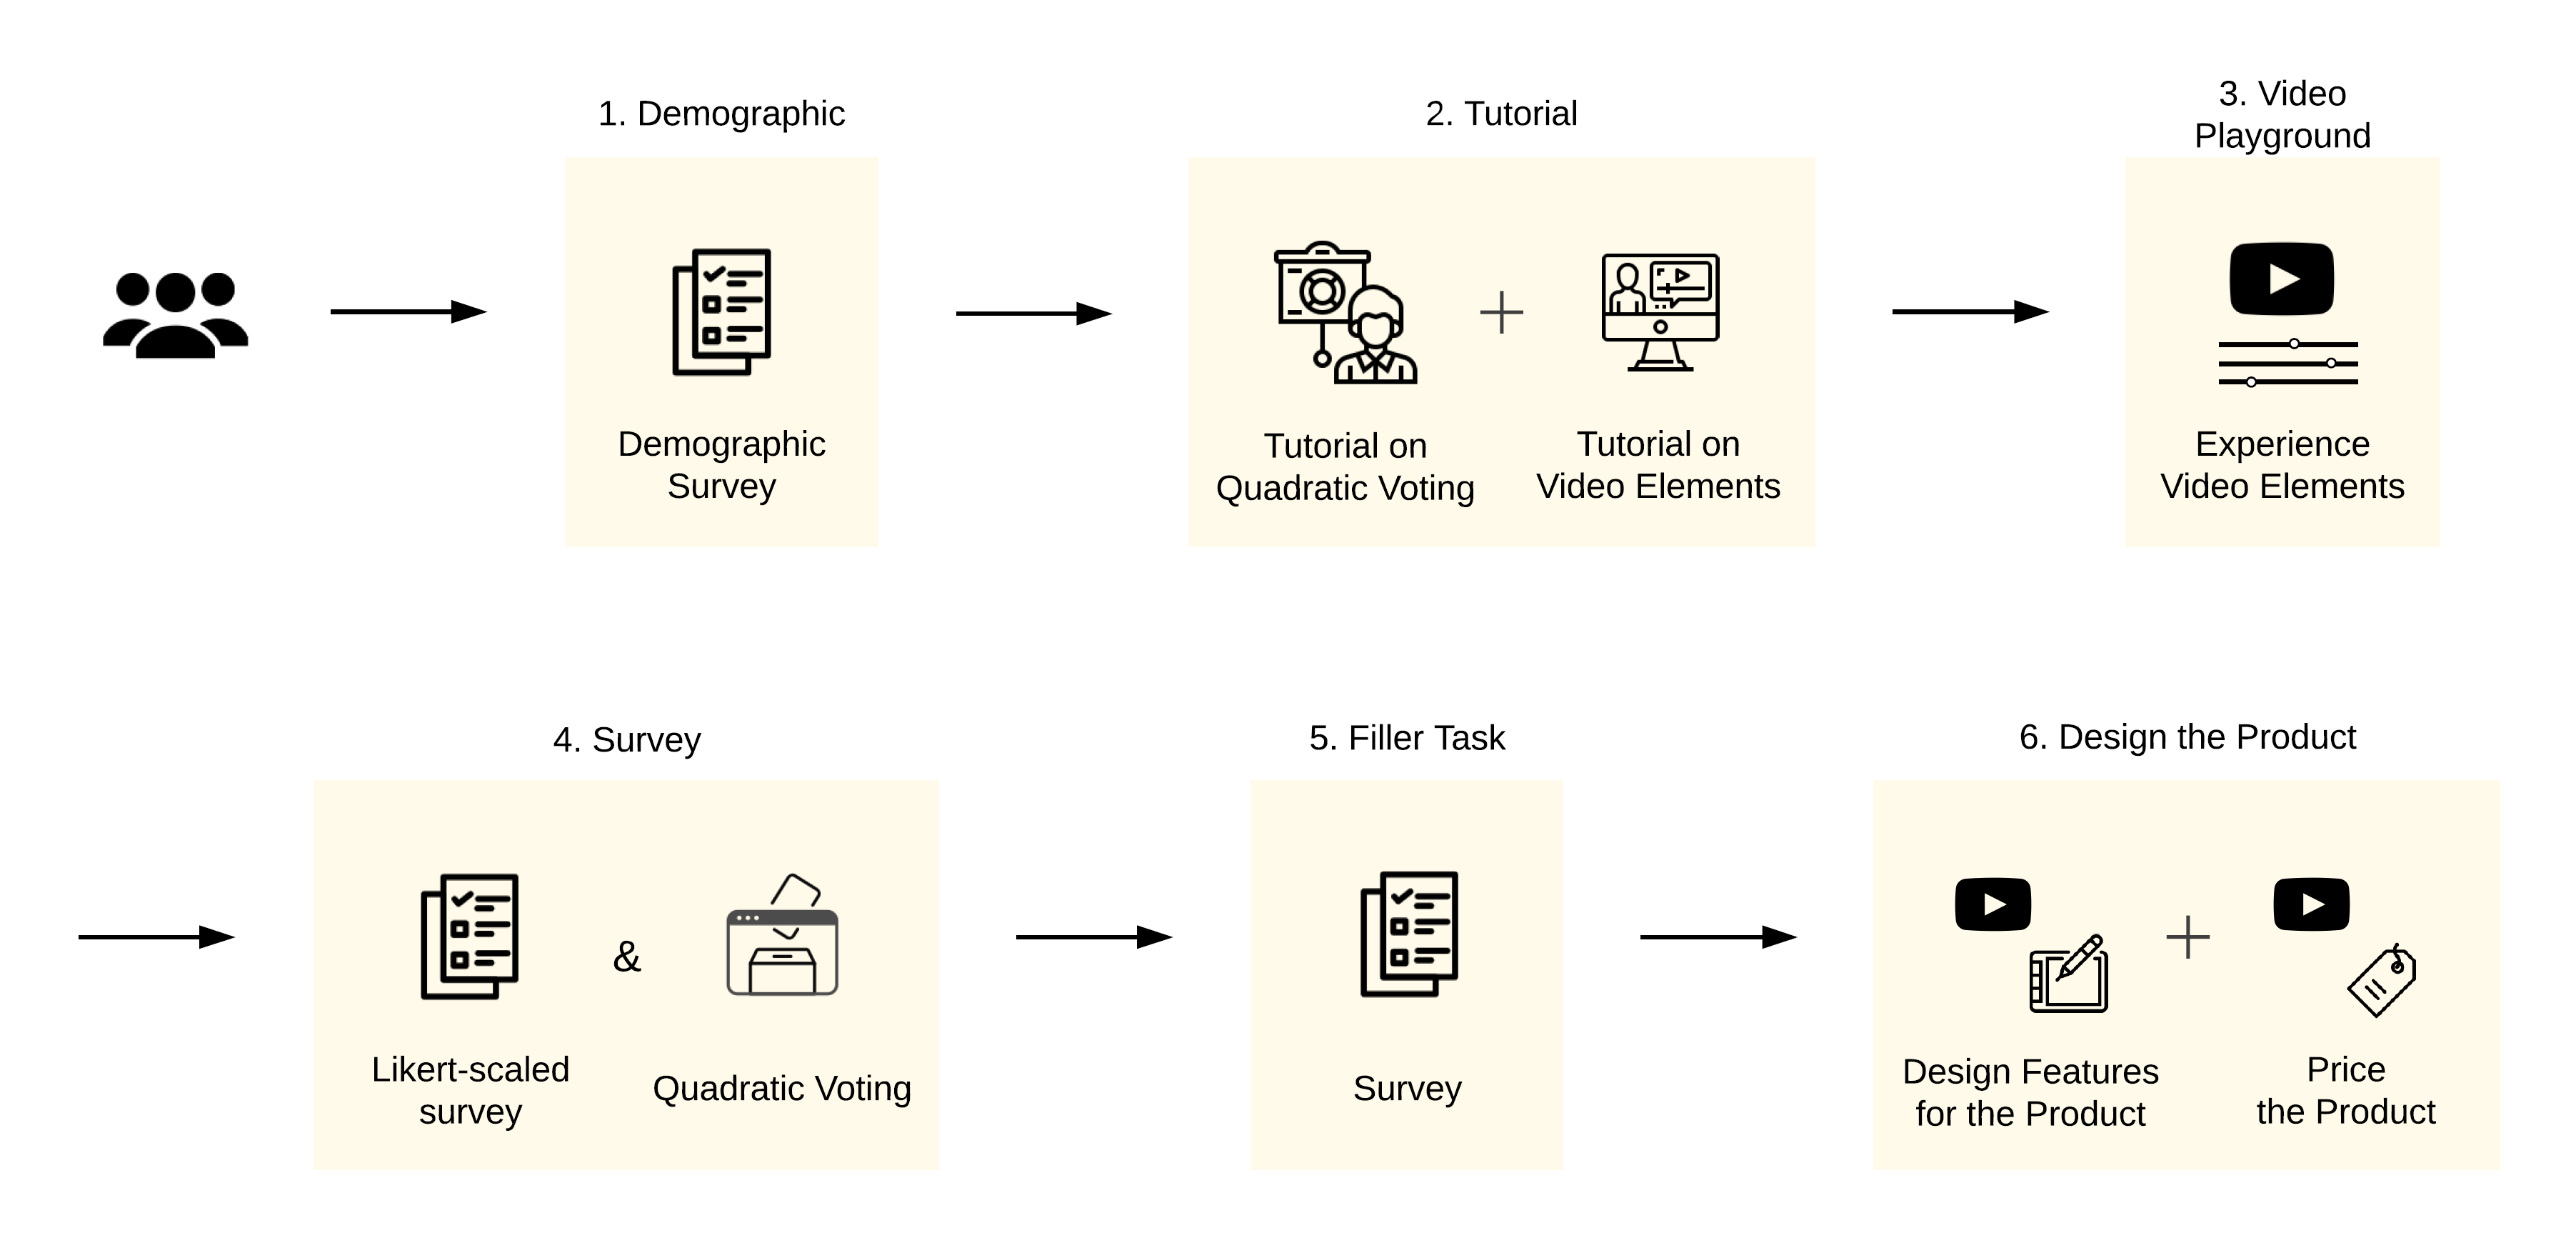 1. Demographic
Demographic
Survey
2. Tutorial
Tutorial on
Quadratic Voting
+
Tutorial on
Video Elements
3. Video
Playground
Experience
Video Elements
4. Survey
Likert-scaled
survey
&
Quadratic Voting
5. Filler Task
Survey
6. Design the Product
Design Features
for the Product
+
Price
the Product